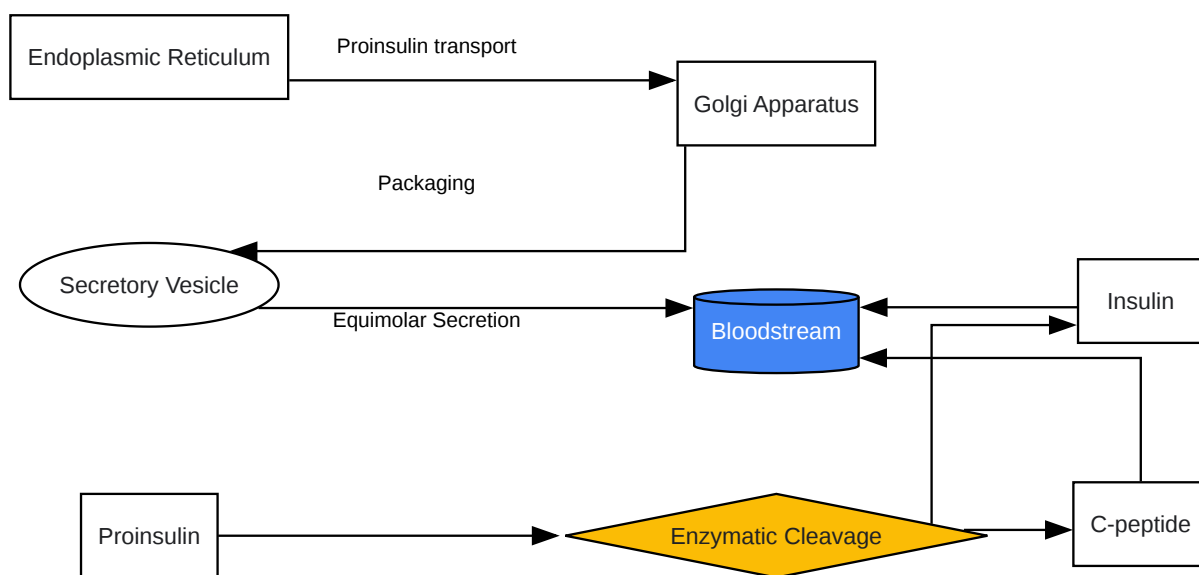 Endoplasmic Reticulum
Proinsulin transport
Golgi Apparatus
Packaging
Secretory Vesicle
Equimolar Secretion
Bloodstream
Insulin
Proinsulin
Enzymatic Cleavage
C-peptide